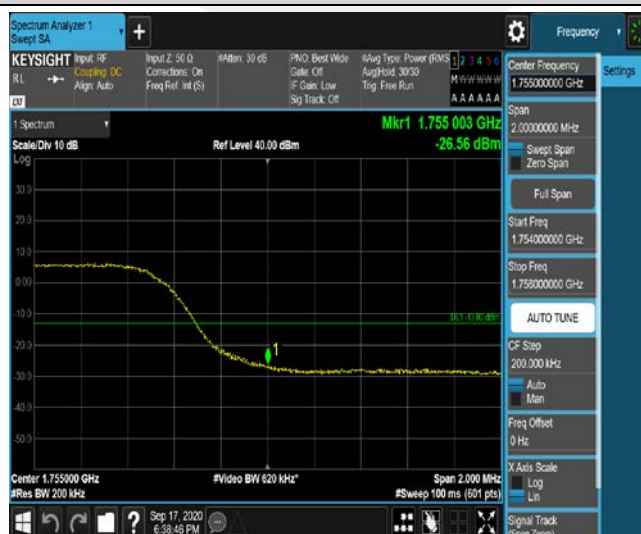 Spectrum Analyzer 1
Swept SA
+
Frequency
KEYSIGHT
RL
Input: RF
Coupling: DC
Align: Auto
Input Z: 50 Ω
Corrections: On
Freq Ref: Int (S)
#Atten: 30 dB
PNO: Best Wide
Gate: Off
IF Gain: Low
Sig Track: Off
#Avg Type: Power (RMS
Avg|Hold: 30/30
Trig: Free Run
1 2 3 4 5 6
M W W W W W
A A A A A A
LXI
1 Spectrum
Scale/Div 10 dB
Log
Ref Level 40.00 dBm
Mkr1 1.755 003 GHz
-26.56 dBm
30.0
20.0
10.0
0.00
-10.0
-20.0
-30.0
-40.0
-50.0
DL1 -13.00 dBm
1
Center 1.755000 GHz
#Res BW 200 kHz
#Video BW 620 kHz*
Span 2.000 MHz
#Sweep 100 ms (601 pts)
?
Sep 17, 2020
6:38:46 PM
Center Frequency
1.755000000 GHz
Settings
Span
2.00000000 MHz
Swept Span
Zero Span
Full Span
Start Freq
1.754000000 GHz
Stop Freq
1.756000000 GHz
AUTO TUNE
CF Step
200.000 kHz
Auto
Man
Freq Offset
0 Hz
X Axis Scale
Log
Lin
Signal Track
(Span Zoom)